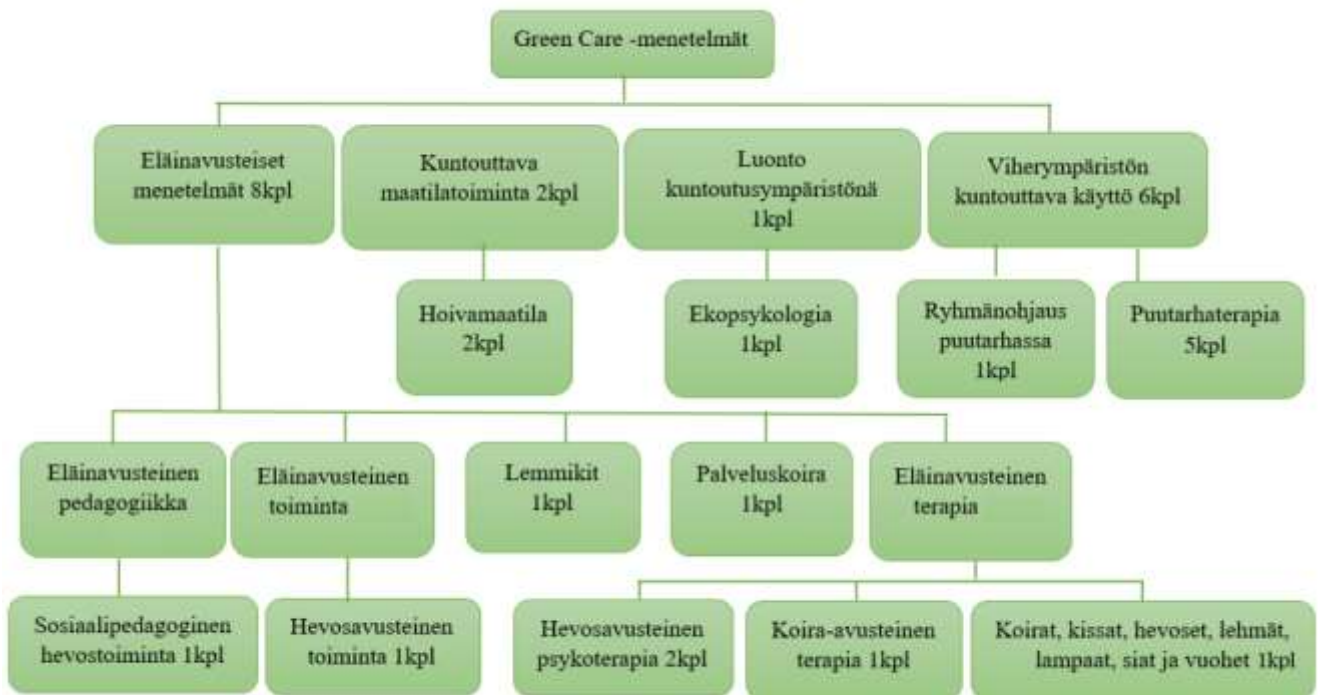 Green Care -menetelmät
Eläinavusteiset
menetelmät 8kpl
Kuntouttava
maatilatoiminta 2kpl
Luonto
kuntoutusympäristönä
1kpl
Viherympäristön
kuntouttava käyttö 6kpl
Hoivamaatila
2kpl
Ekopsykologia
1kpl
Ryhmänohjaus
puutarhassa
1kpl
Puutarhaterapia
5kpl
Eläinavusteinen
pedagogiikka
Eläinavusteinen
toiminta
Lemmikit
1kpl
Palveluskoira
1kpl
Eläinavusteinen
terapia
Sosiaalipedagoginen
hevostoiminta 1kpl
Hevosavusteinen
toiminta 1kpl
Hevosavusteinen
psykoterapia 2kpl
Koira-avusteinen
terapia 1kpl
Koirat, kissat, hevoset, lehmät,
lampaat, siat ja vuohet 1kpl